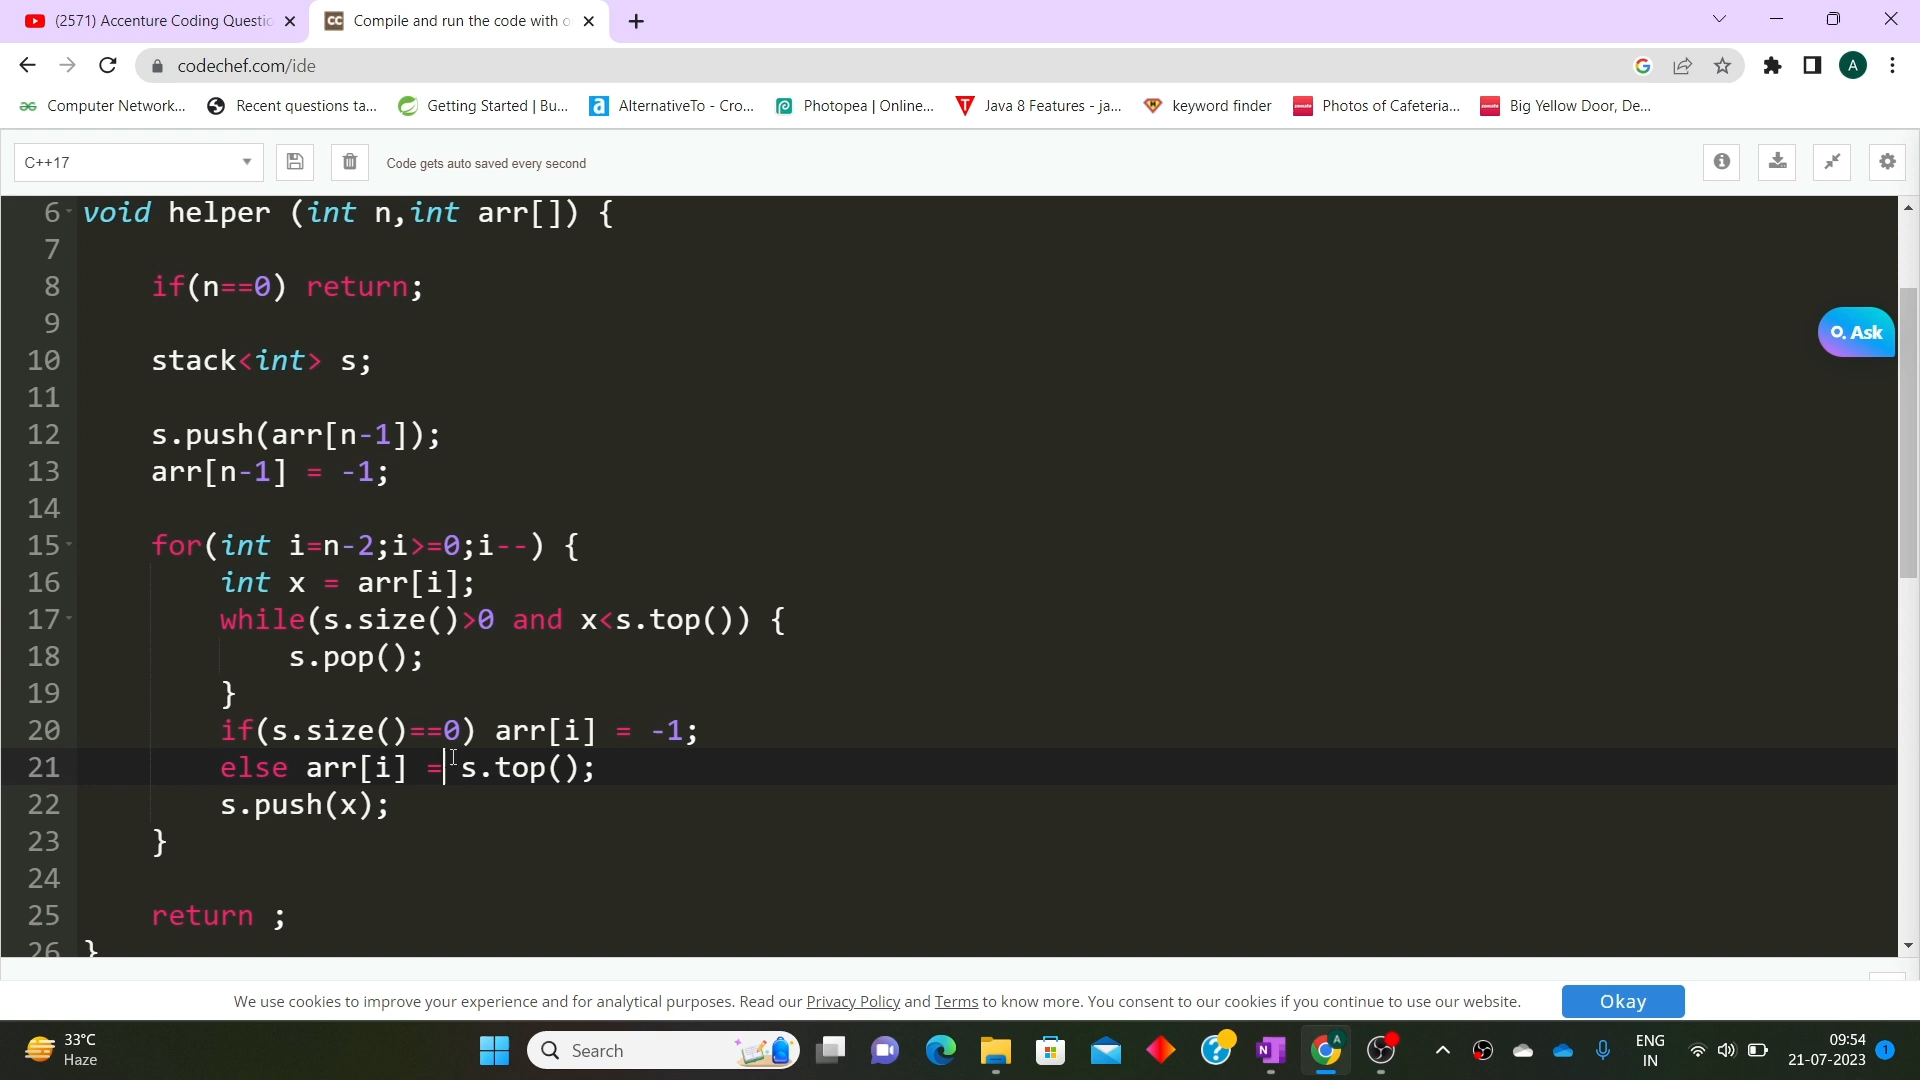 (2571) Accenture Coding Questio
Compile and run the code with o
codechef.com/ide
Computer Network... Recent questions ta... Getting Started | Bu... AlternativeTo - Cro... Photopea | Online... Java 8 Features - ja... keyword finder Photos of Cafeteria... Big Yellow Door, De...
C++17
Code gets auto saved every second
6 void helper (int n,int arr[]) {
7
8 if(n==0) return;
9
10 stack<int> s;
11
12 s.push(arr[n-1]);
13 arr[n-1] = -1;
14
15 for(int i=n-2;i>=0;i--) {
16 int x = arr[i];
17 while(s.size()>0 and x<s.top()) {
18 s.pop();
19 }
20 if(s.size()==0) arr[i] = -1;
21 else arr[i] = s.top();
22 s.push(x);
23 }
24
25 return ;
26 }
Ask
We use cookies to improve your experience and for analytical purposes. Read our Privacy Policy and Terms to know more. You consent to our cookies if you continue to use our website.
Okay
33°C
Haze
Search
ENG
IN
09:54
21-07-2023
1